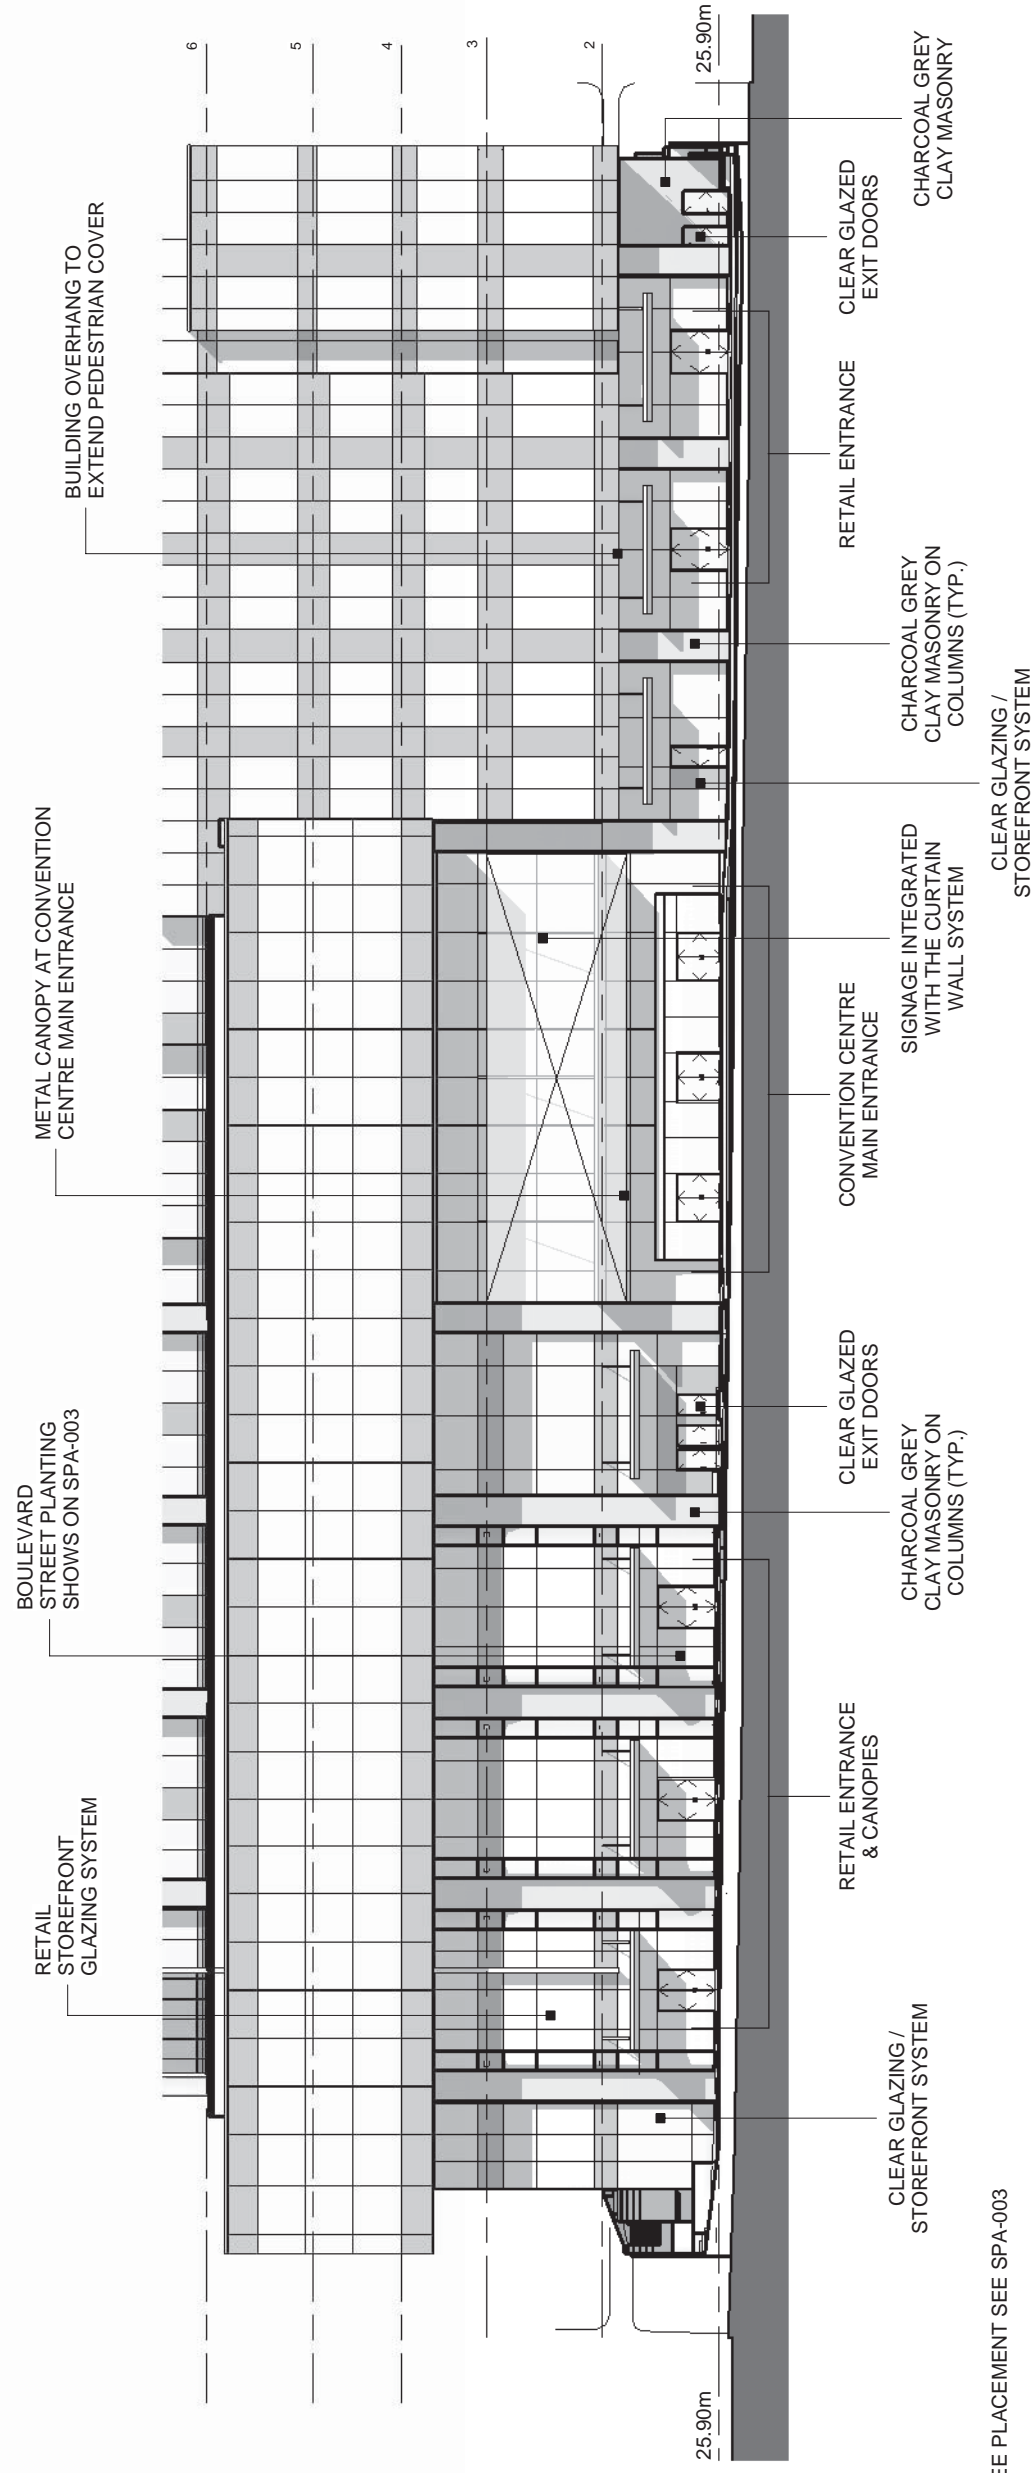 RETAIL
STOREFRONT
GLAZING SYSTEM
BOULEVARD
STREET PLANTING
SHOWS ON SPA-003
METAL CANOPY AT CONVENTION
CENTRE MAIN ENTRANCE
BUILDING OVERHANG TO
EXTEND PEDESTRIAN COVER
6
5
4
3
2
25.90m
25.90m
CLEAR GLAZING /
STOREFRONT SYSTEM
RETAIL ENTRANCE
& CANOPIES
CHARCOAL GREY
CLAY MASONRY ON
COLUMNS (TYP.)
CLEAR GLAZED
EXIT DOORS
CONVENTION CENTRE
MAIN ENTRANCE
SIGNAGE INTEGRATED
WITH THE CURTAIN
WALL SYSTEM
CLEAR GLAZING /
STOREFRONT SYSTEM
CHARCOAL GREY
CLAY MASONRY ON
COLUMNS (TYP.)
RETAIL ENTRANCE
CLEAR GLAZED
EXIT DOORS
CHARCOAL GREY
CLAY MASONRY
PLACEMENT SEE SPA-003